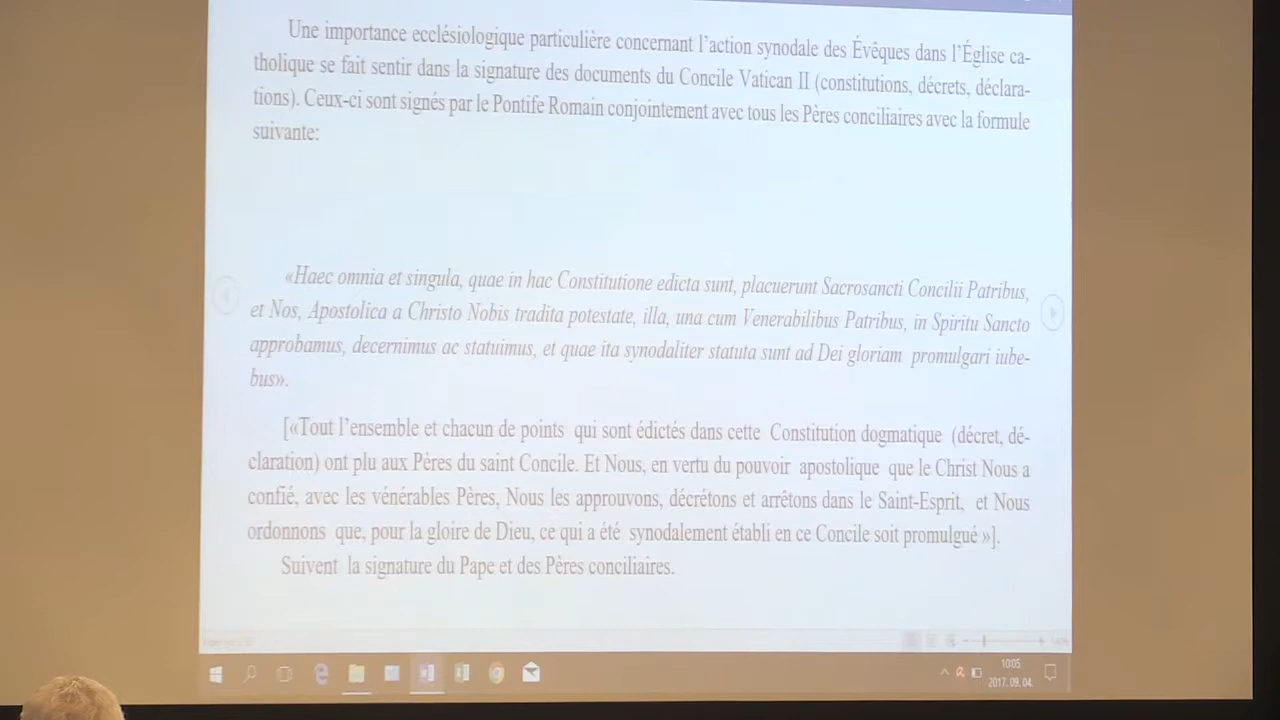 Une importance ecclésiologique particulière concernant l'action synodale des Évêques dans l'Église ca-
tholique se fait sentir dans la signature des documents du Concile Vatican II (constitutions, décrets, déclara-
tions). Ceux-ci sont signés par le Pontife Romain conjointement avec tous les Pères conciliaires avec la formule
suivante:
«Haec omnia et singula, quae in hac Constitutione edicta sunt, placuerunt Sacrosancti Concilii Patribus,
et Nos, Apostolica a Christo Nobis tradita potestate, illa, una cum Venerabilibus Patribus, in Spiritu Sancto
approbamus, decernimus ac statuimus, et quae ita synodaliter statuta sunt ad Dei gloriam promulgari iube-
bus».
[«Tout l'ensemble et chacun de points qui sont édictés dans cette Constitution dogmatique (décret, dé-
claration) ont plu aux Pères du saint Concile. Et Nous, en vertu du pouvoir apostolique que le Christ Nous a
confié, avec les vénérables Pères, Nous les approuvons, décrétons et arrêtons dans le Saint-Esprit, et Nous
ordonnons que, pour la gloire de Dieu, ce qui a été synodalement établi en ce Concile soit promulgué »].
Suivent la signature du Pape et des Pères conciliaires.
10:05
2017. 09. 04.